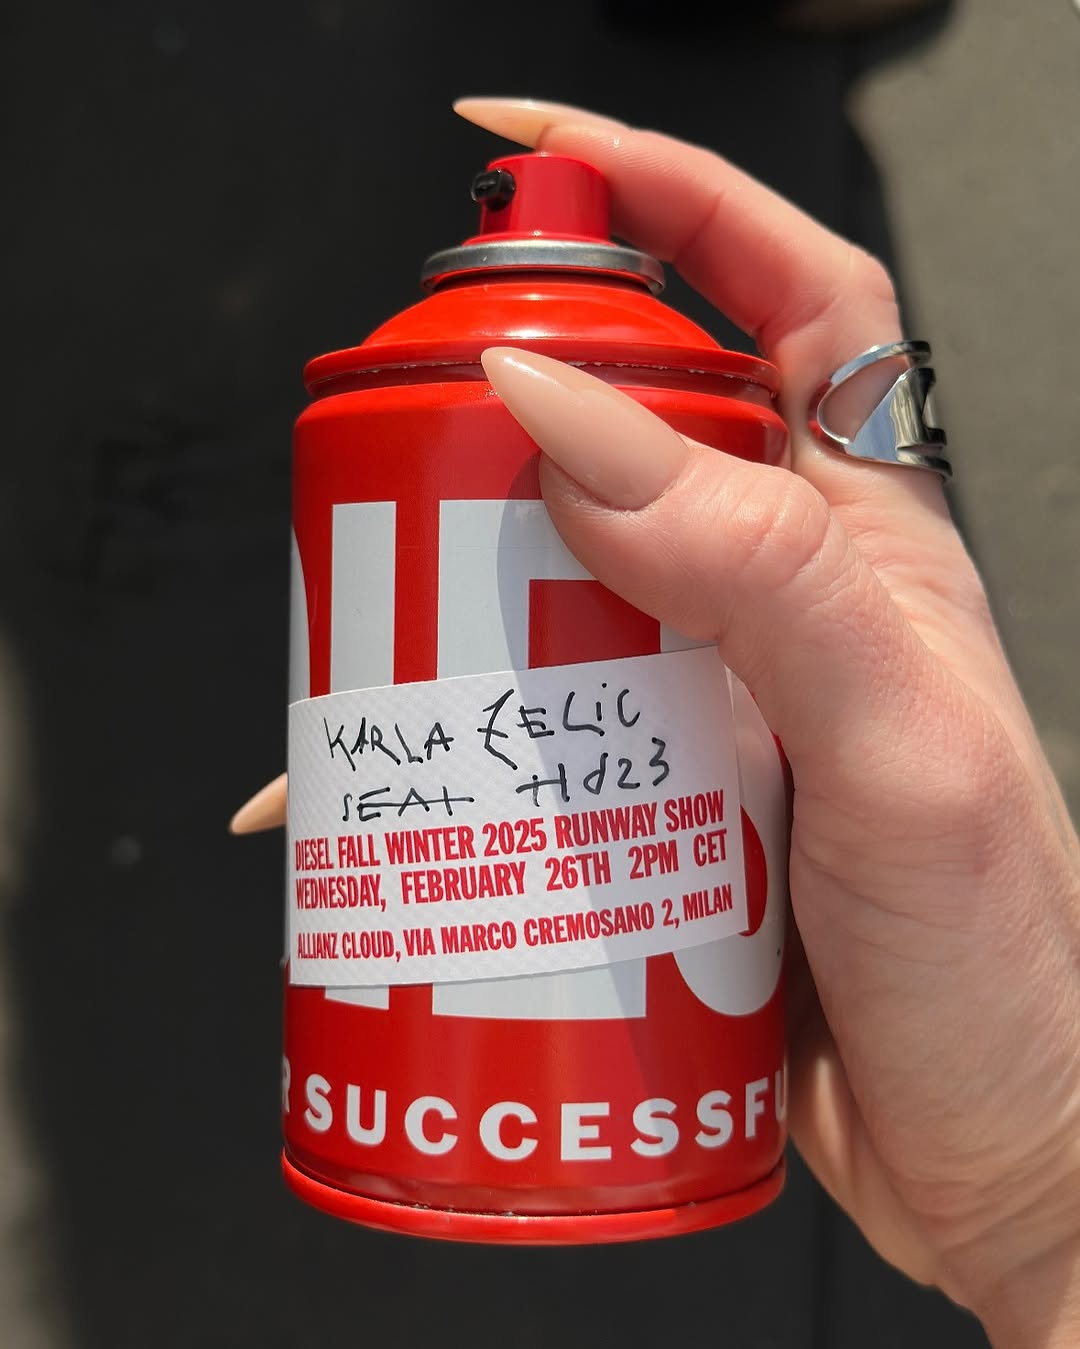 DIES
KARLA ZELIC
SEAT
DIESEL FALL WINTER 2025 RUNWAY SHOW
WEDNESDAY, FEBRUARY 26TH 2PM CET
ALLIANZ CLOUD, VIA MARCO CREMOSANO 2, MILAN
R SUCCESSFU